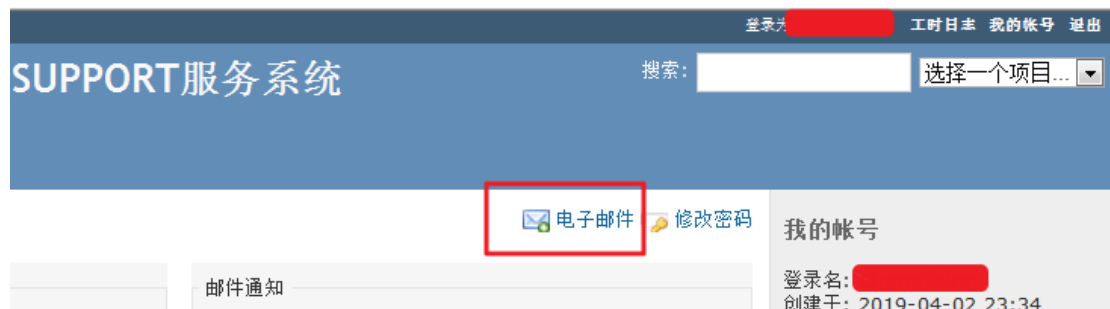 登录为 工时日志 我的帐号 退出
SUPPORT服务系统 搜索: 选择一个项目...
电子邮件 修改密码
我的帐号
邮件通知
登录名:
创建于: 2019-04-02 23:34